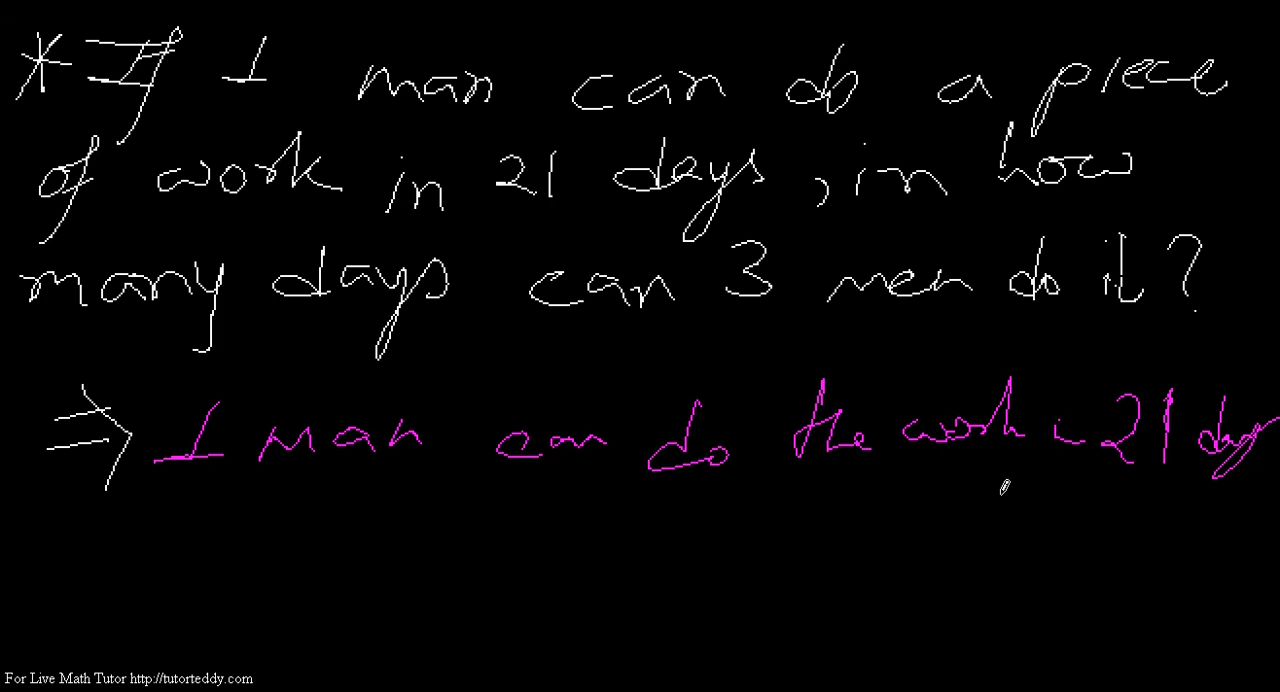 * If 1 man can do a piece
of work in 21 days, in how
many days can 3 men do it?
⇒ 1 man can do the work in 21 days
For Live Math Tutor http://tutorteddy.com